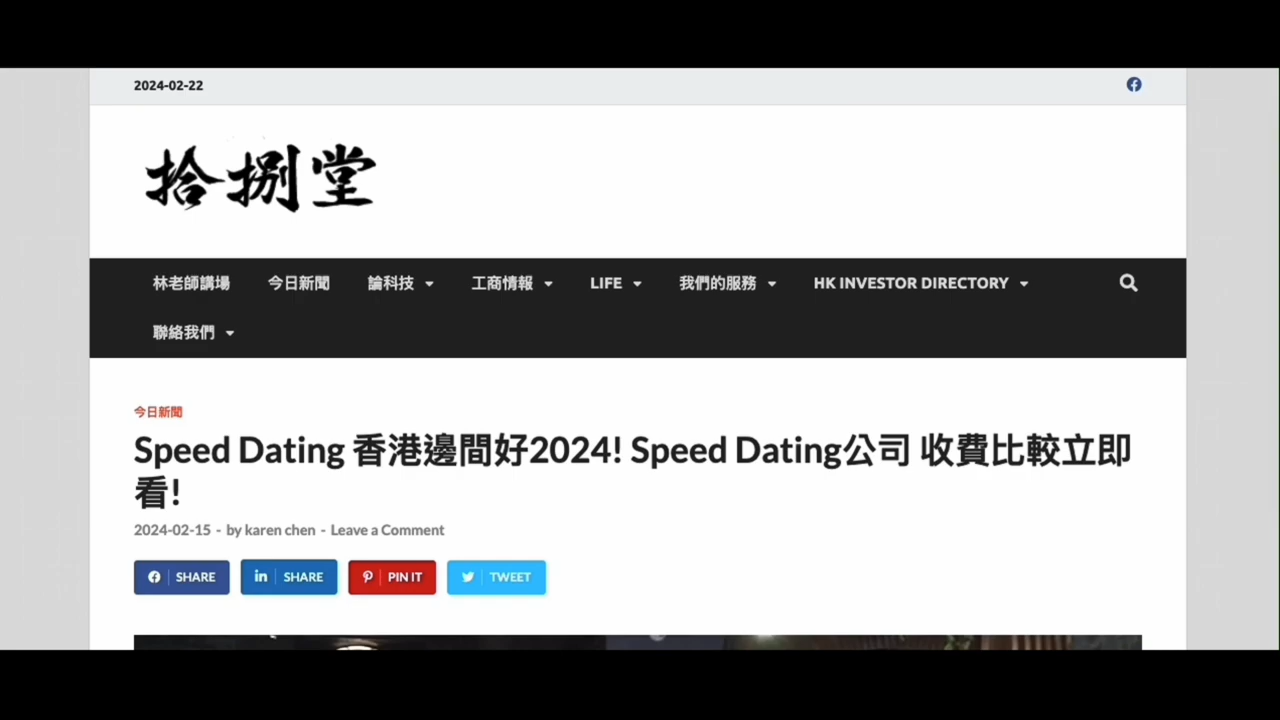 2024-02-22
拾捌堂
林老師講場 今日新聞 論科技 工商情報 LIFE 我們的服務 HK INVESTOR DIRECTORY
聯絡我們
今日新聞
Speed Dating 香港邊間好2024! Speed Dating公司 收費比較立即
看!
2024-02-15 - by karen chen - Leave a Comment
SHARE SHARE PIN IT TWEET